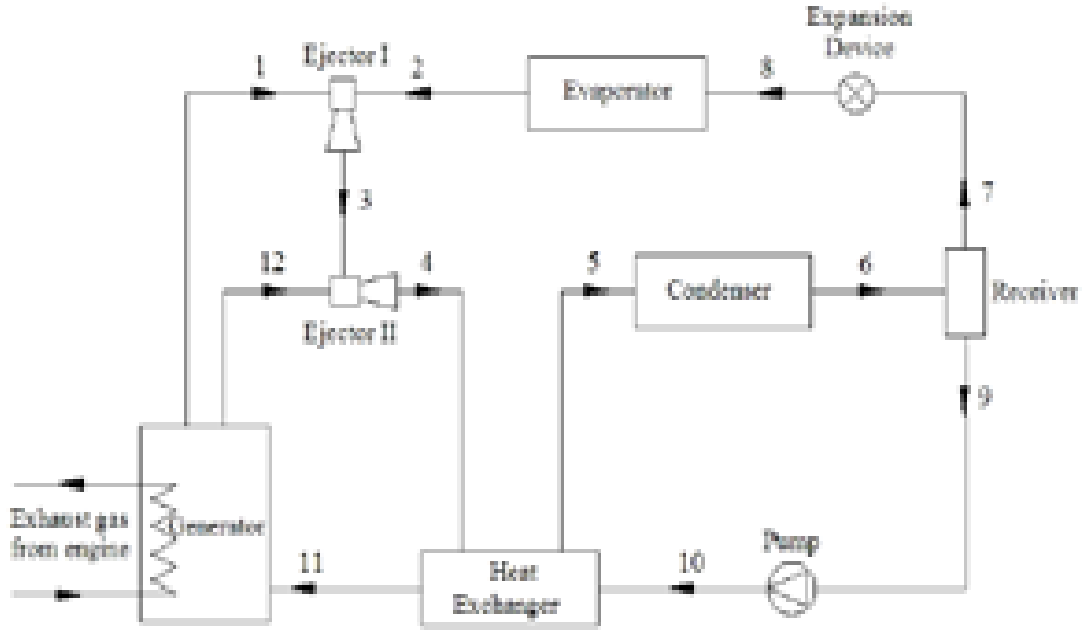 Expansion
Device
Ejector I
1
2
Evaporator
8
3
7
12
4
5
Condenser
6
Receiver
Ejector II
9
Exhaust gas
from engine
Generator
11
Heat
Exchanger
10
Pump